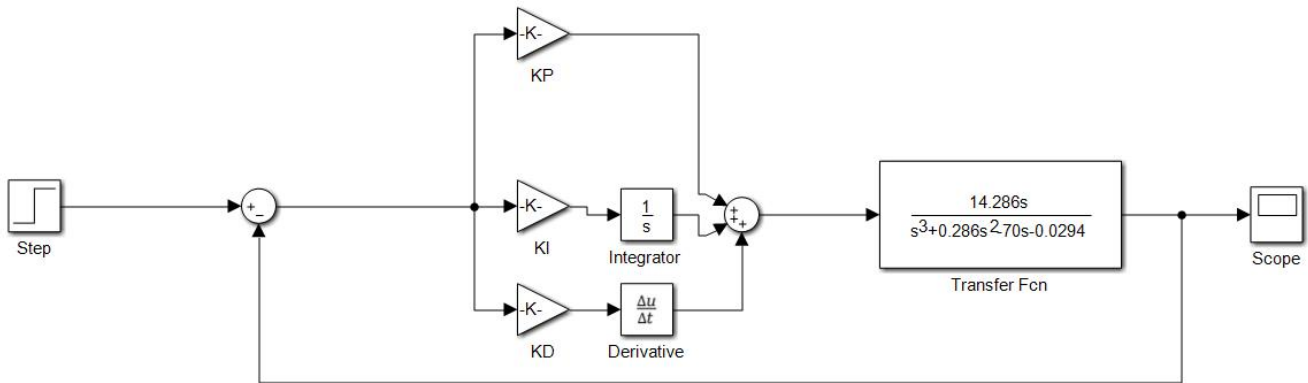 -K-
KP
Step
+
−
-K-
KI
1
s
Integrator
+
+
+
14.286s
s³+0.286s²-70s-0.0294
Transfer Fcn
Scope
-K-
KD
Δu
Δt
Derivative